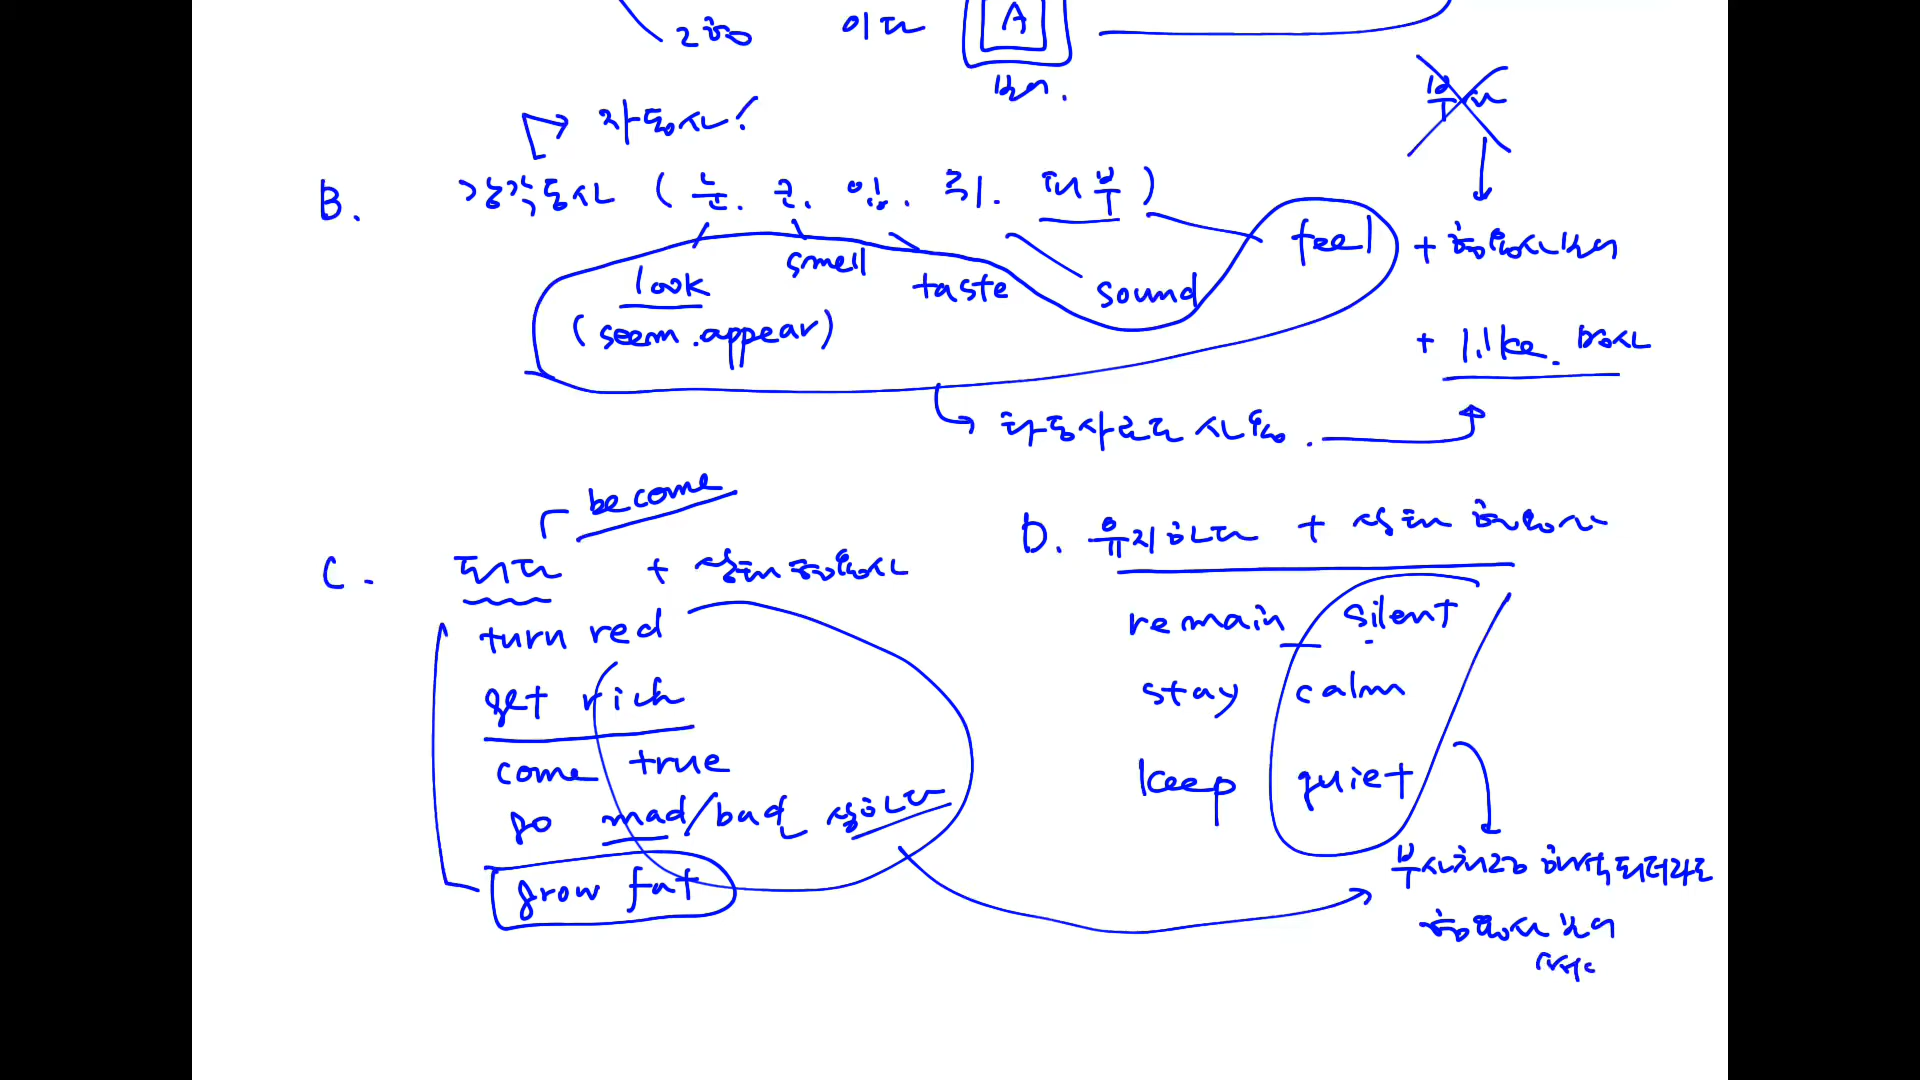 2형 이다 A
보어.
부사
자동사!
B. 감각동사 (눈. 코. 입. 귀. 피부)
feel + 형용사 보어
look smell taste sound
(seem. appear) + like. 명사
타동사로도 사용.
become
C. 되다 + 상태 형용사
D. 유지하다 + 상태 형용사
turn red
remain silent
get rich
stay calm
come true
keep quiet
go mad/bad 상하다
grow fat
부사처럼 해석되더라도
형용사 보어